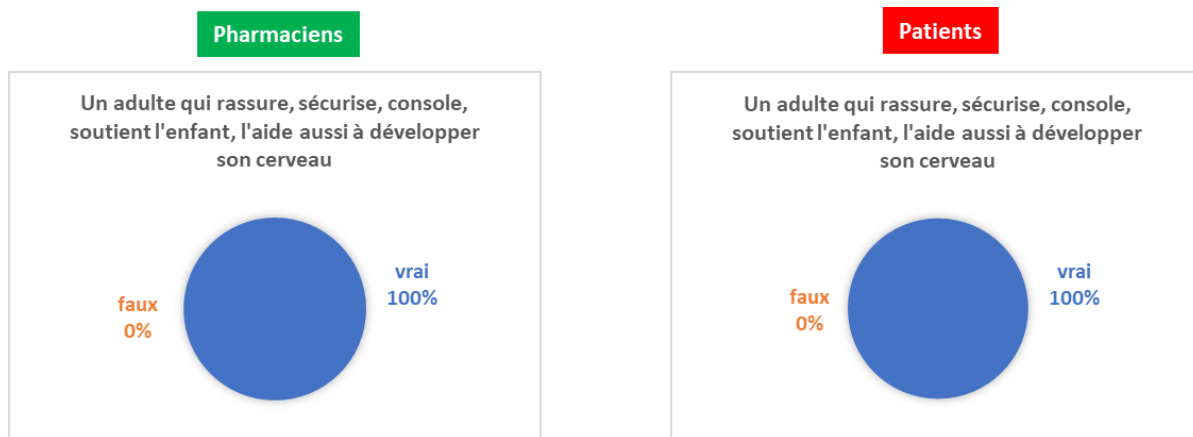 Pharmaciens
Un adulte qui rassure, sécurise, console,
soutient l'enfant, l'aide aussi à développer
son cerveau
vrai
100%
faux
0%
Patients
Un adulte qui rassure, sécurise, console,
soutient l'enfant, l'aide aussi à développer
son cerveau
vrai
100%
faux
0%